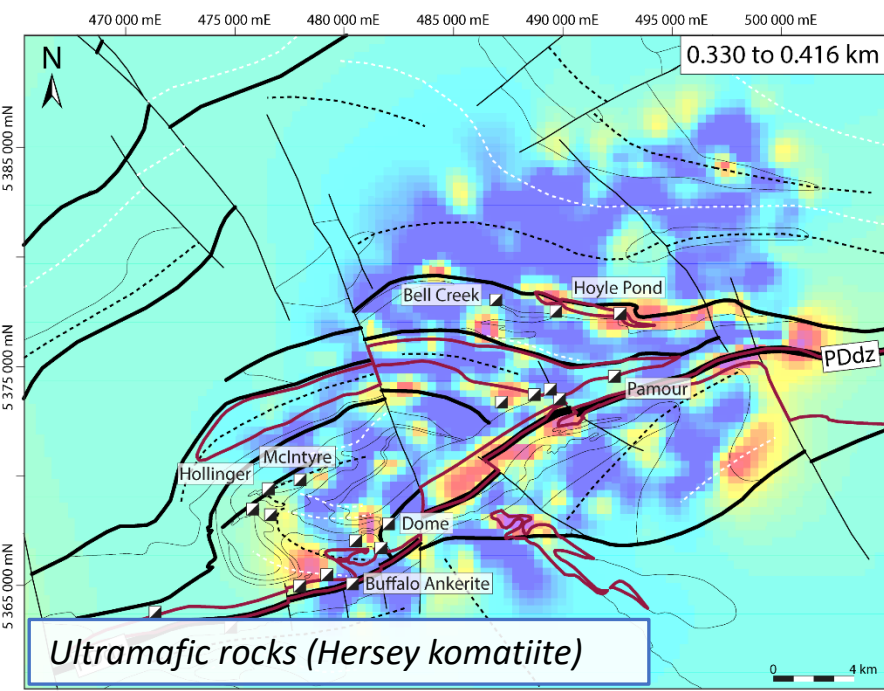 470 000 mE 475 000 mE 480 000 mE 485 000 mE 490 000 mE 495 000 mE 500 000 mE
N
0.330 to 0.416 km
5 385 000 mN
Bell Creek
Hoyle Pond
5 375 000 mN
PDdz
Pamour
McIntyre
Hollinger
Dome
5 365 000 mN
Buffalo Ankerite
Ultramafic rocks (Hersey komatiite)
0 4 km